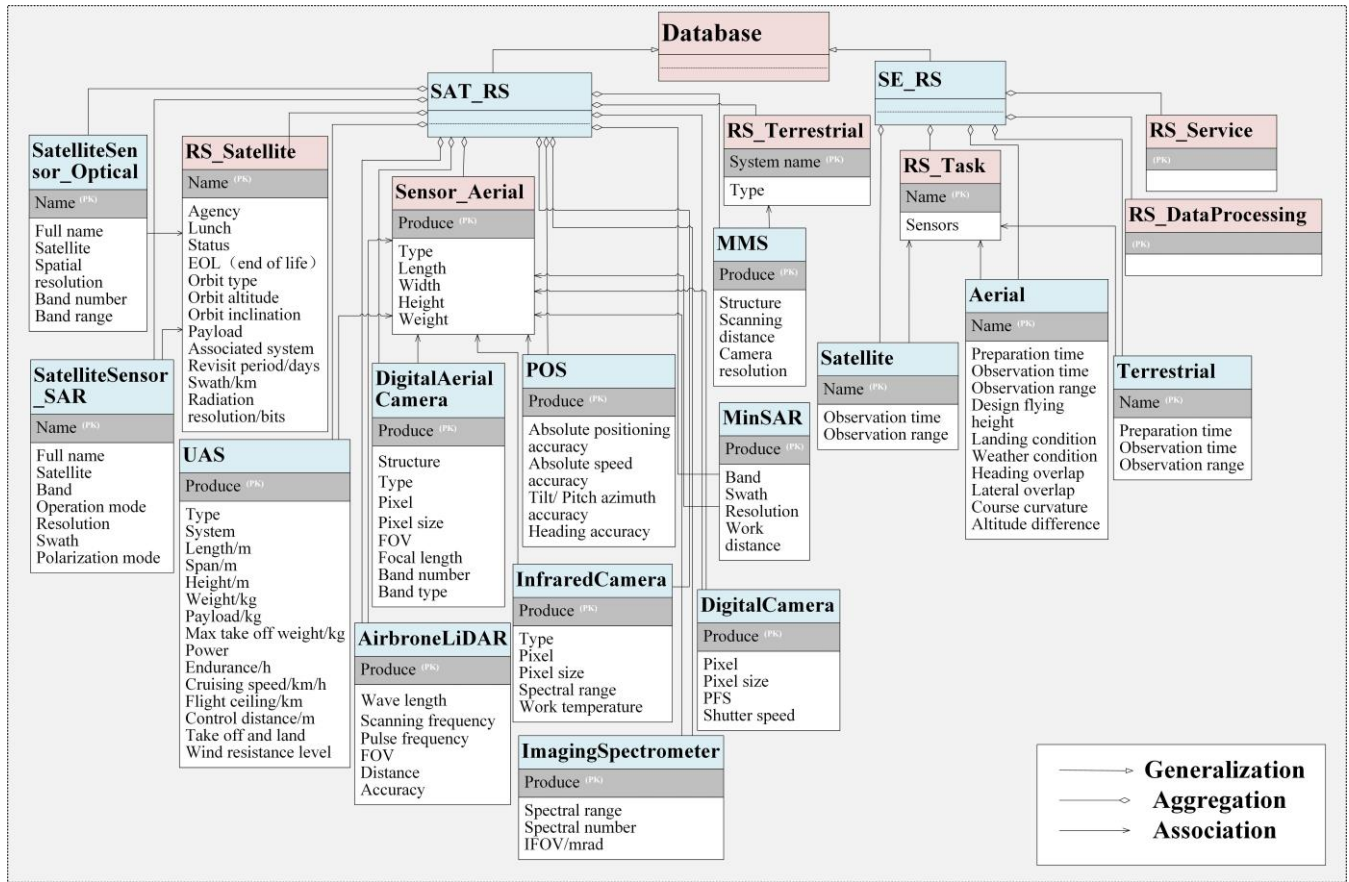 Database
SAT_RS
SE_RS
SatelliteSen
sor_Optical
Name (PK)
Full name
Satellite
Spatial
resolution
Band number
Band range
RS_Satellite
Name (PK)
Agency
Lunch
Status
EOL（end of life）
Orbit type
Orbit altitude
Orbit inclination
Payload
Associated system
Revisit period/days
Swath/km
Radiation
resolution/bits
Sensor_Aerial
Produce (PK)
Type
Length
Width
Height
Weight
RS_Terrestrial
System name (PK)
Type
RS_Task
Name (PK)
Sensors
RS_Service
(PK)
RS_DataProcessing
(PK)
MMS
Produce (PK)
Structure
Scanning
distance
Camera
resolution
Aerial
Name (PK)
Preparation time
Observation time
Observation range
Design flying
height
Landing condition
Weather condition
Heading overlap
Lateral overlap
Course curvature
Altitude difference
Satellite
Name (PK)
Observation time
Observation range
Terrestrial
Name (PK)
Preparation time
Observation time
Observation range
SatelliteSensor
_SAR
Name (PK)
Full name
Satellite
Band
Operation mode
Resolution
Swath
Polarization mode
UAS
Produce (PK)
Type
System
Length/m
Span/m
Height/m
Weight/kg
Payload/kg
Max take off weight/kg
Power
Endurance/h
Cruising speed/km/h
Flight ceiling/km
Control distance/m
Take off and land
Wind resistance level
DigitalAerial
Camera
Produce (PK)
Structure
Type
Pixel
Pixel size
FOV
Focal length
Band number
Band type
POS
Produce (PK)
Absolute positioning
accuracy
Absolute speed
accuracy
Tilt/ Pitch azimuth
accuracy
Heading accuracy
MinSAR
Produce (PK)
Band
Swath
Resolution
Work
distance
AirbroneLiDAR
Produce (PK)
Wave length
Scanning frequency
Pulse frequency
FOV
Distance
Accuracy
InfraredCamera
Produce (PK)
Type
Pixel
Pixel size
Spectral range
Work temperature
DigitalCamera
Produce (PK)
Pixel
Pixel size
PFS
Shutter speed
ImagingSpectrometer
Produce (PK)
Spectral range
Spectral number
IFOV/mrad
Generalization
Aggregation
Association